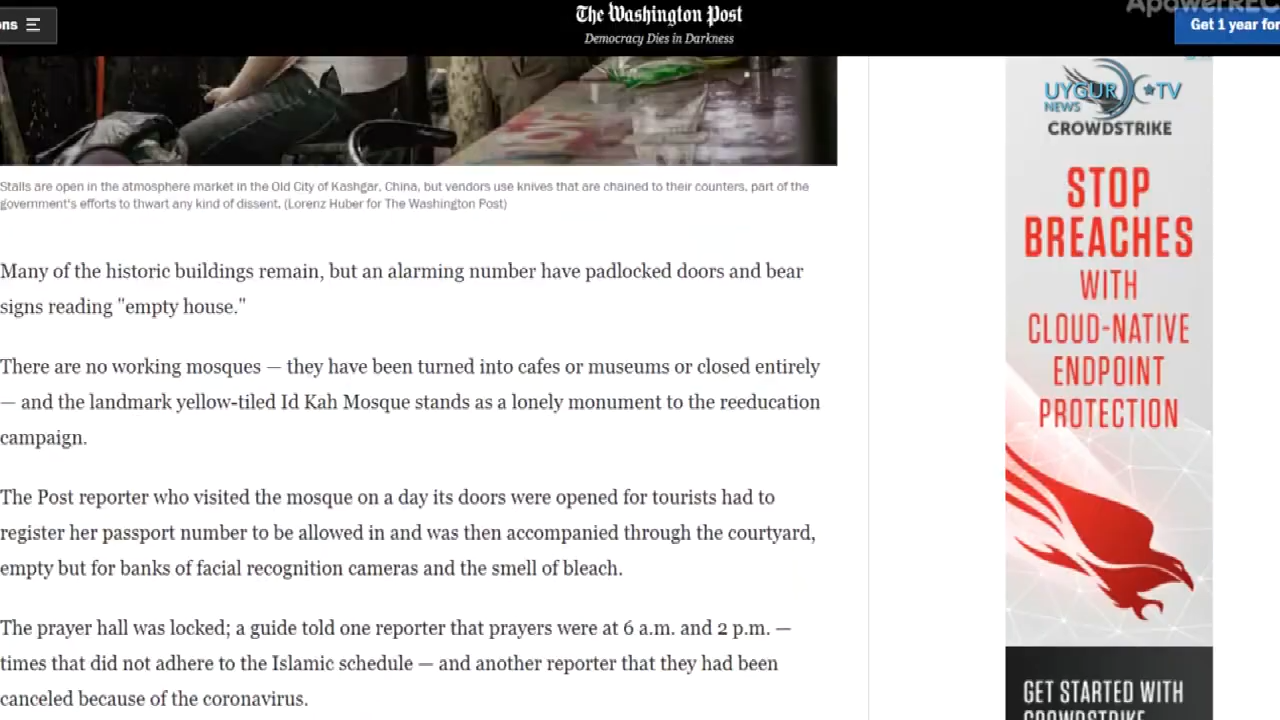 ons
The Washington Post
Democracy Dies in Darkness
ApowerREC
Get 1 year for
UYGUR TV
NEWS
CROWDSTRIKE
STOP
BREACHES
WITH
CLOUD-NATIVE
ENDPOINT
PROTECTION
GET STARTED WITH
CROWDSTRIKE
Stalls are open in the atmosphere market in the Old City of Kashgar, China, but vendors use knives that are chained to their counters, part of the
government's efforts to thwart any kind of dissent. (Lorenz Huber for The Washington Post)
Many of the historic buildings remain, but an alarming number have padlocked doors and bear
signs reading "empty house."
There are no working mosques — they have been turned into cafes or museums or closed entirely
— and the landmark yellow-tiled Id Kah Mosque stands as a lonely monument to the reeducation
campaign.
The Post reporter who visited the mosque on a day its doors were opened for tourists had to
register her passport number to be allowed in and was then accompanied through the courtyard,
empty but for banks of facial recognition cameras and the smell of bleach.
The prayer hall was locked; a guide told one reporter that prayers were at 6 a.m. and 2 p.m. —
times that did not adhere to the Islamic schedule — and another reporter that they had been
canceled because of the coronavirus.